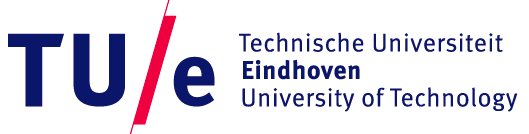 TU/e
Technische Universiteit
Eindhoven
University of Technology